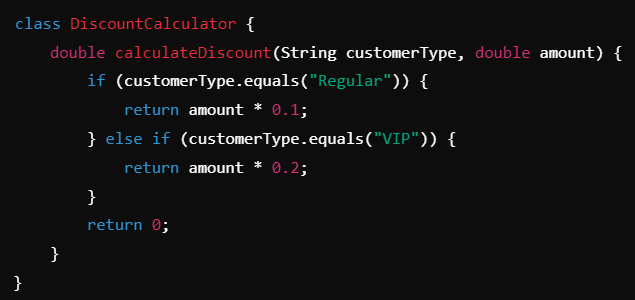 class DiscountCalculator {
    double calculateDiscount(String customerType, double amount) {
        if (customerType.equals("Regular")) {
            return amount * 0.1;
        } else if (customerType.equals("VIP")) {
            return amount * 0.2;
        }
        return 0;
    }
}